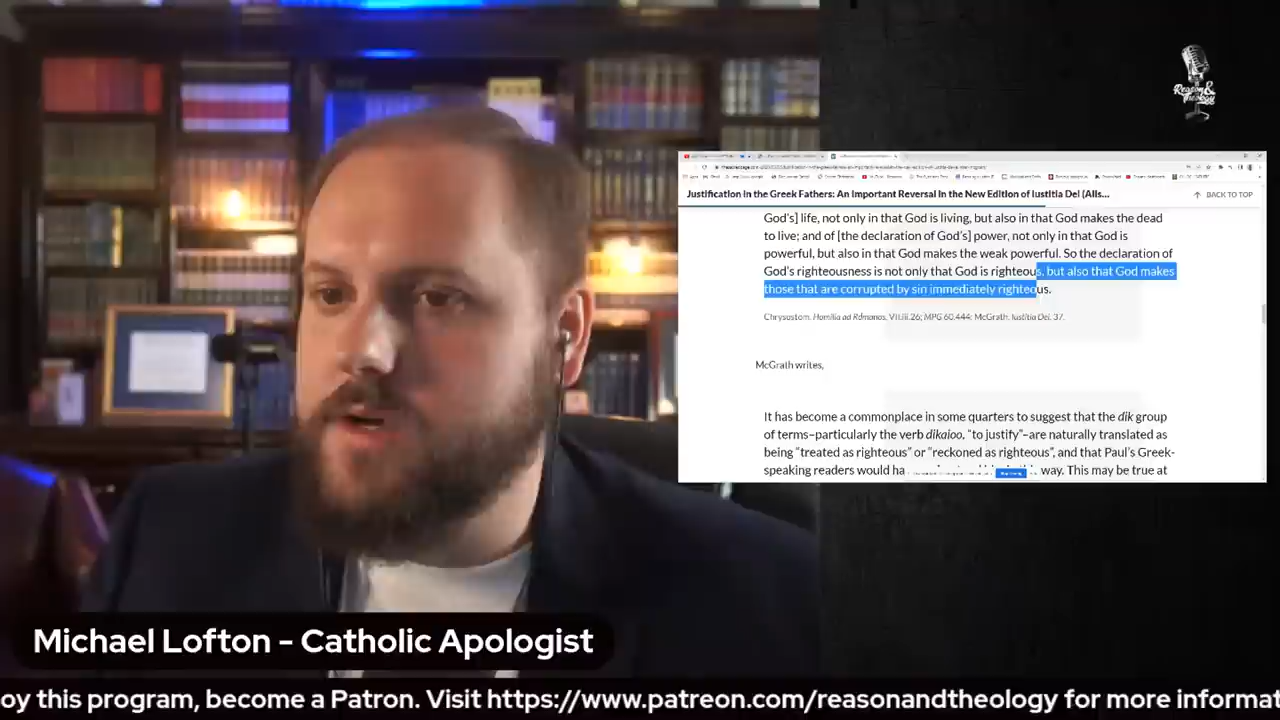 Reason &
Theology
Justification in the Greek Fathers: An Important Reversal in the New Edition of Iustitia Dei (Alis...
BACK TO TOP
God's] life, not only in that God is living, but also in that God makes the dead
to live; and of [the declaration of God's] power, not only in that God is
powerful, but also in that God makes the weak powerful. So the declaration of
God's righteousness is not only that God is righteous, but also that God makes
those that are corrupted by sin immediately righteous.
Chrysostom, Homilia ad Romanos, VII.iii.26; MPG 60.444; McGrath, Iustitia Dei, 37.
McGrath writes,
It has become a commonplace in some quarters to suggest that the dik group
of terms–particularly the verb dikaioo, "to justify"–are naturally translated as
being "treated as righteous" or "reckoned as righteous", and that Paul's Greek-
speaking readers would ha way. This may be true at
Michael Lofton - Catholic Apologist
oy this program, become a Patron. Visit https://www.patreon.com/reasonandtheology for more informat